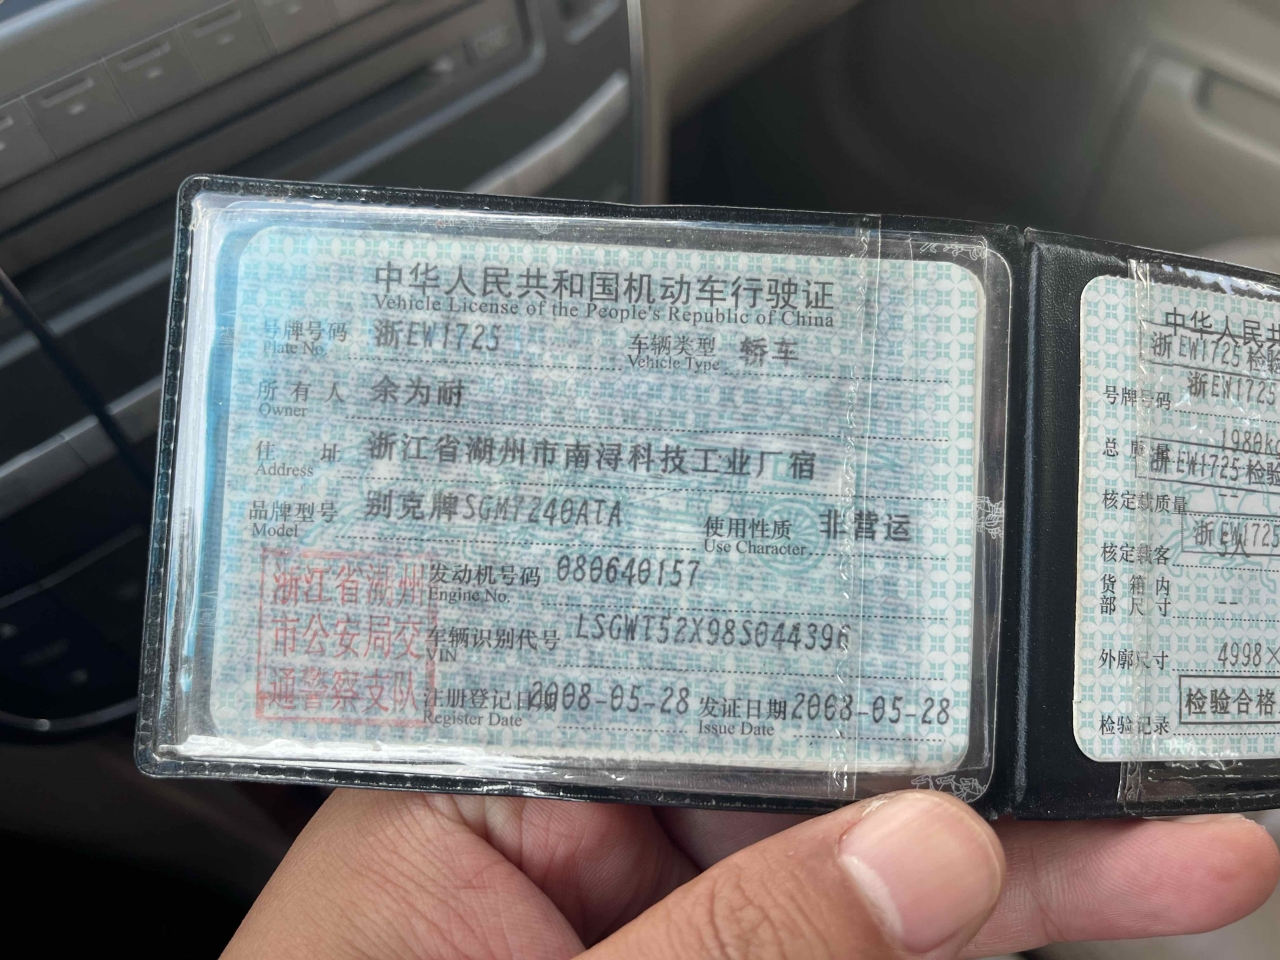 中华人民共和国机动车行驶证
Vehicle License of the People's Republic of China
号牌号码 浙EW1725 车辆类型 轿车
Plate No. Vehicle Type
所有人 余为耐
Owner
住址 浙江省湖州市南浔科技工业厂宿
Address
品牌型号 别克牌SGM7240ATA 使用性质 非营运
Model Use Character
浙江省湖州
市公安局交
通警察支队
发动机号码 080640157
Engine No.
车辆识别代号 LSGWT52X98S044396
VIN
注册登记日期 2008-05-28 发证日期 2008-05-28
Register Date Issue Date
中华人民共
浙EW1725检验
号牌号码 浙EW1725
总质量 1980kg
浙EW1725检验
核定载质量 --
浙EW1725
核定载客 5人
货箱内
部尺寸 --
外廓尺寸 4998×
检验合格
检验记录